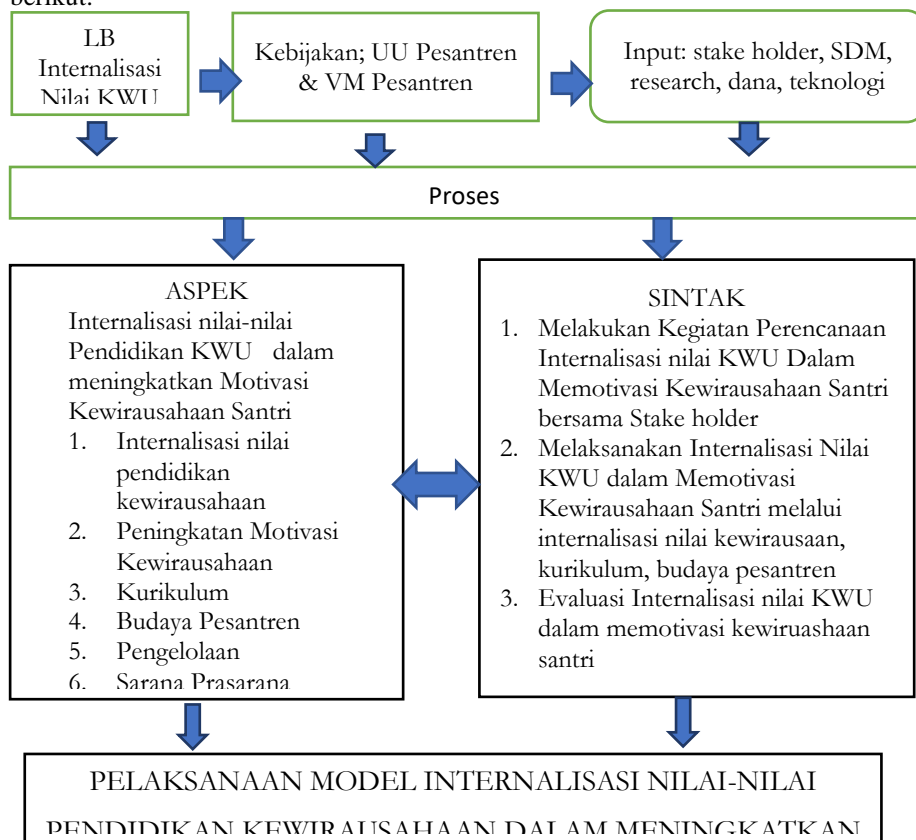 berikut:
LB
Internalisasi
Nilai KWU
Kebijakan; UU Pesantren
& VM Pesantren
Input: stake holder, SDM,
research, dana, teknologi
Proses
ASPEK
Internalisasi nilai-nilai
Pendidikan KWU dalam
meningkatkan Motivasi
Kewirausahaan Santri
1. Internalisasi nilai
pendidikan
kewirausahaan
2. Peningkatan Motivasi
Kewirausahaan
3. Kurikulum
4. Budaya Pesantren
5. Pengelolaan
6. Sarana Prasarana
SINTAK
1. Melakukan Kegiatan Perencanaan
Internalisasi nilai KWU Dalam
Memotivasi Kewirausahaan Santri
bersama Stake holder
2. Melaksanakan Internalisasi Nilai
KWU dalam Memotivasi
Kewirausahaan Santri melalui
internalisasi nilai kewirausaan,
kurikulum, budaya pesantren
3. Evaluasi Internalisasi nilai KWU
dalam memotivasi kewiruashaan
santri
PELAKSANAAN MODEL INTERNALISASI NILAI-NILAI
PENDIDIKAN KEWIRAUSAHAAN DALAM MENINGKATKAN